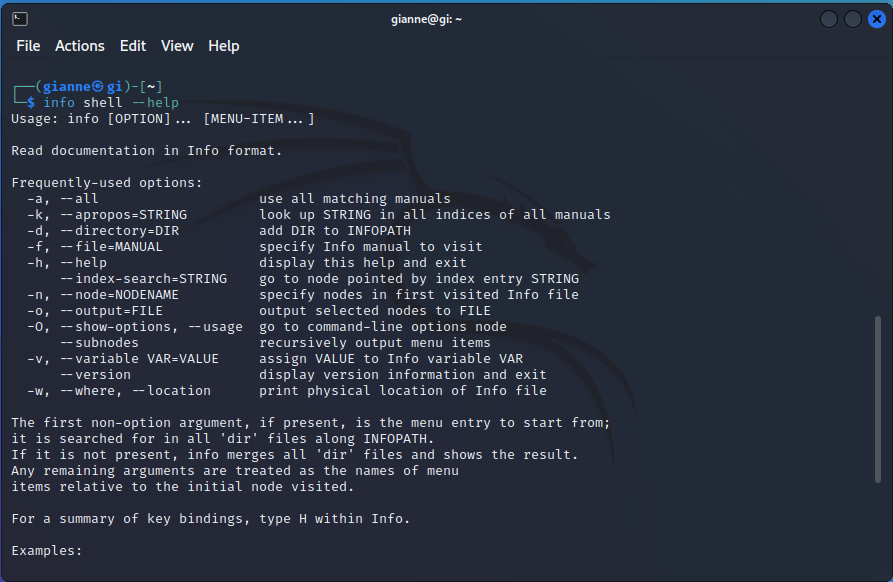 gianne@gi: ~
File Actions Edit View Help
┌──(gianne㉿gi)-[~]
└─$ info shell --help
Usage: info [OPTION]... [MENU-ITEM...]
Read documentation in Info format.
Frequently-used options:
-a, --all use all matching manuals
-k, --apropos=STRING look up STRING in all indices of all manuals
-d, --directory=DIR add DIR to INFOPATH
-f, --file=MANUAL specify Info manual to visit
-h, --help display this help and exit
--index-search=STRING go to node pointed by index entry STRING
-n, --node=NODENAME specify nodes in first visited Info file
-o, --output=FILE output selected nodes to FILE
-O, --show-options, --usage go to command-line options node
--subnodes recursively output menu items
-v, --variable VAR=VALUE assign VALUE to Info variable VAR
--version display version information and exit
-w, --where, --location print physical location of Info file
The first non-option argument, if present, is the menu entry to start from;
it is searched for in all 'dir' files along INFOPATH.
If it is not present, info merges all 'dir' files and shows the result.
Any remaining arguments are treated as the names of menu
items relative to the initial node visited.
For a summary of key bindings, type H within Info.
Examples: